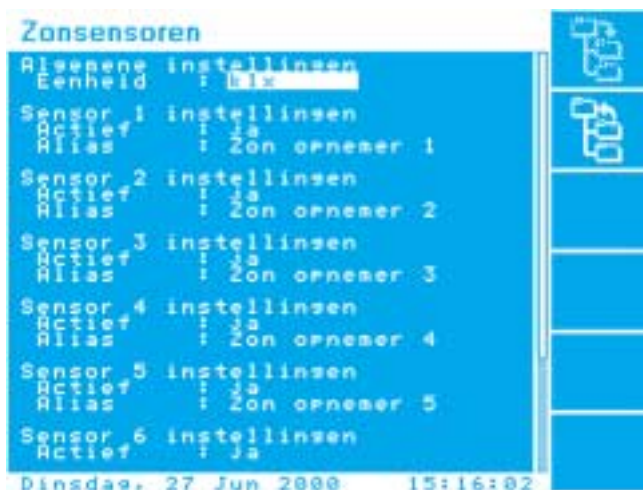 Zonsensoren
Algemene instellingen
Eenheid : klx
Sensor 1 instellingen
Actief : Ja
Alias : Zon opnemer 1
Sensor 2 instellingen
Actief : Ja
Alias : Zon opnemer 2
Sensor 3 instellingen
Actief : Ja
Alias : Zon opnemer 3
Sensor 4 instellingen
Actief : Ja
Alias : Zon opnemer 4
Sensor 5 instellingen
Actief : Ja
Alias : Zon opnemer 5
Sensor 6 instellingen
Actief : Ja
Dinsdag, 27 Jun 2000 15:16:02